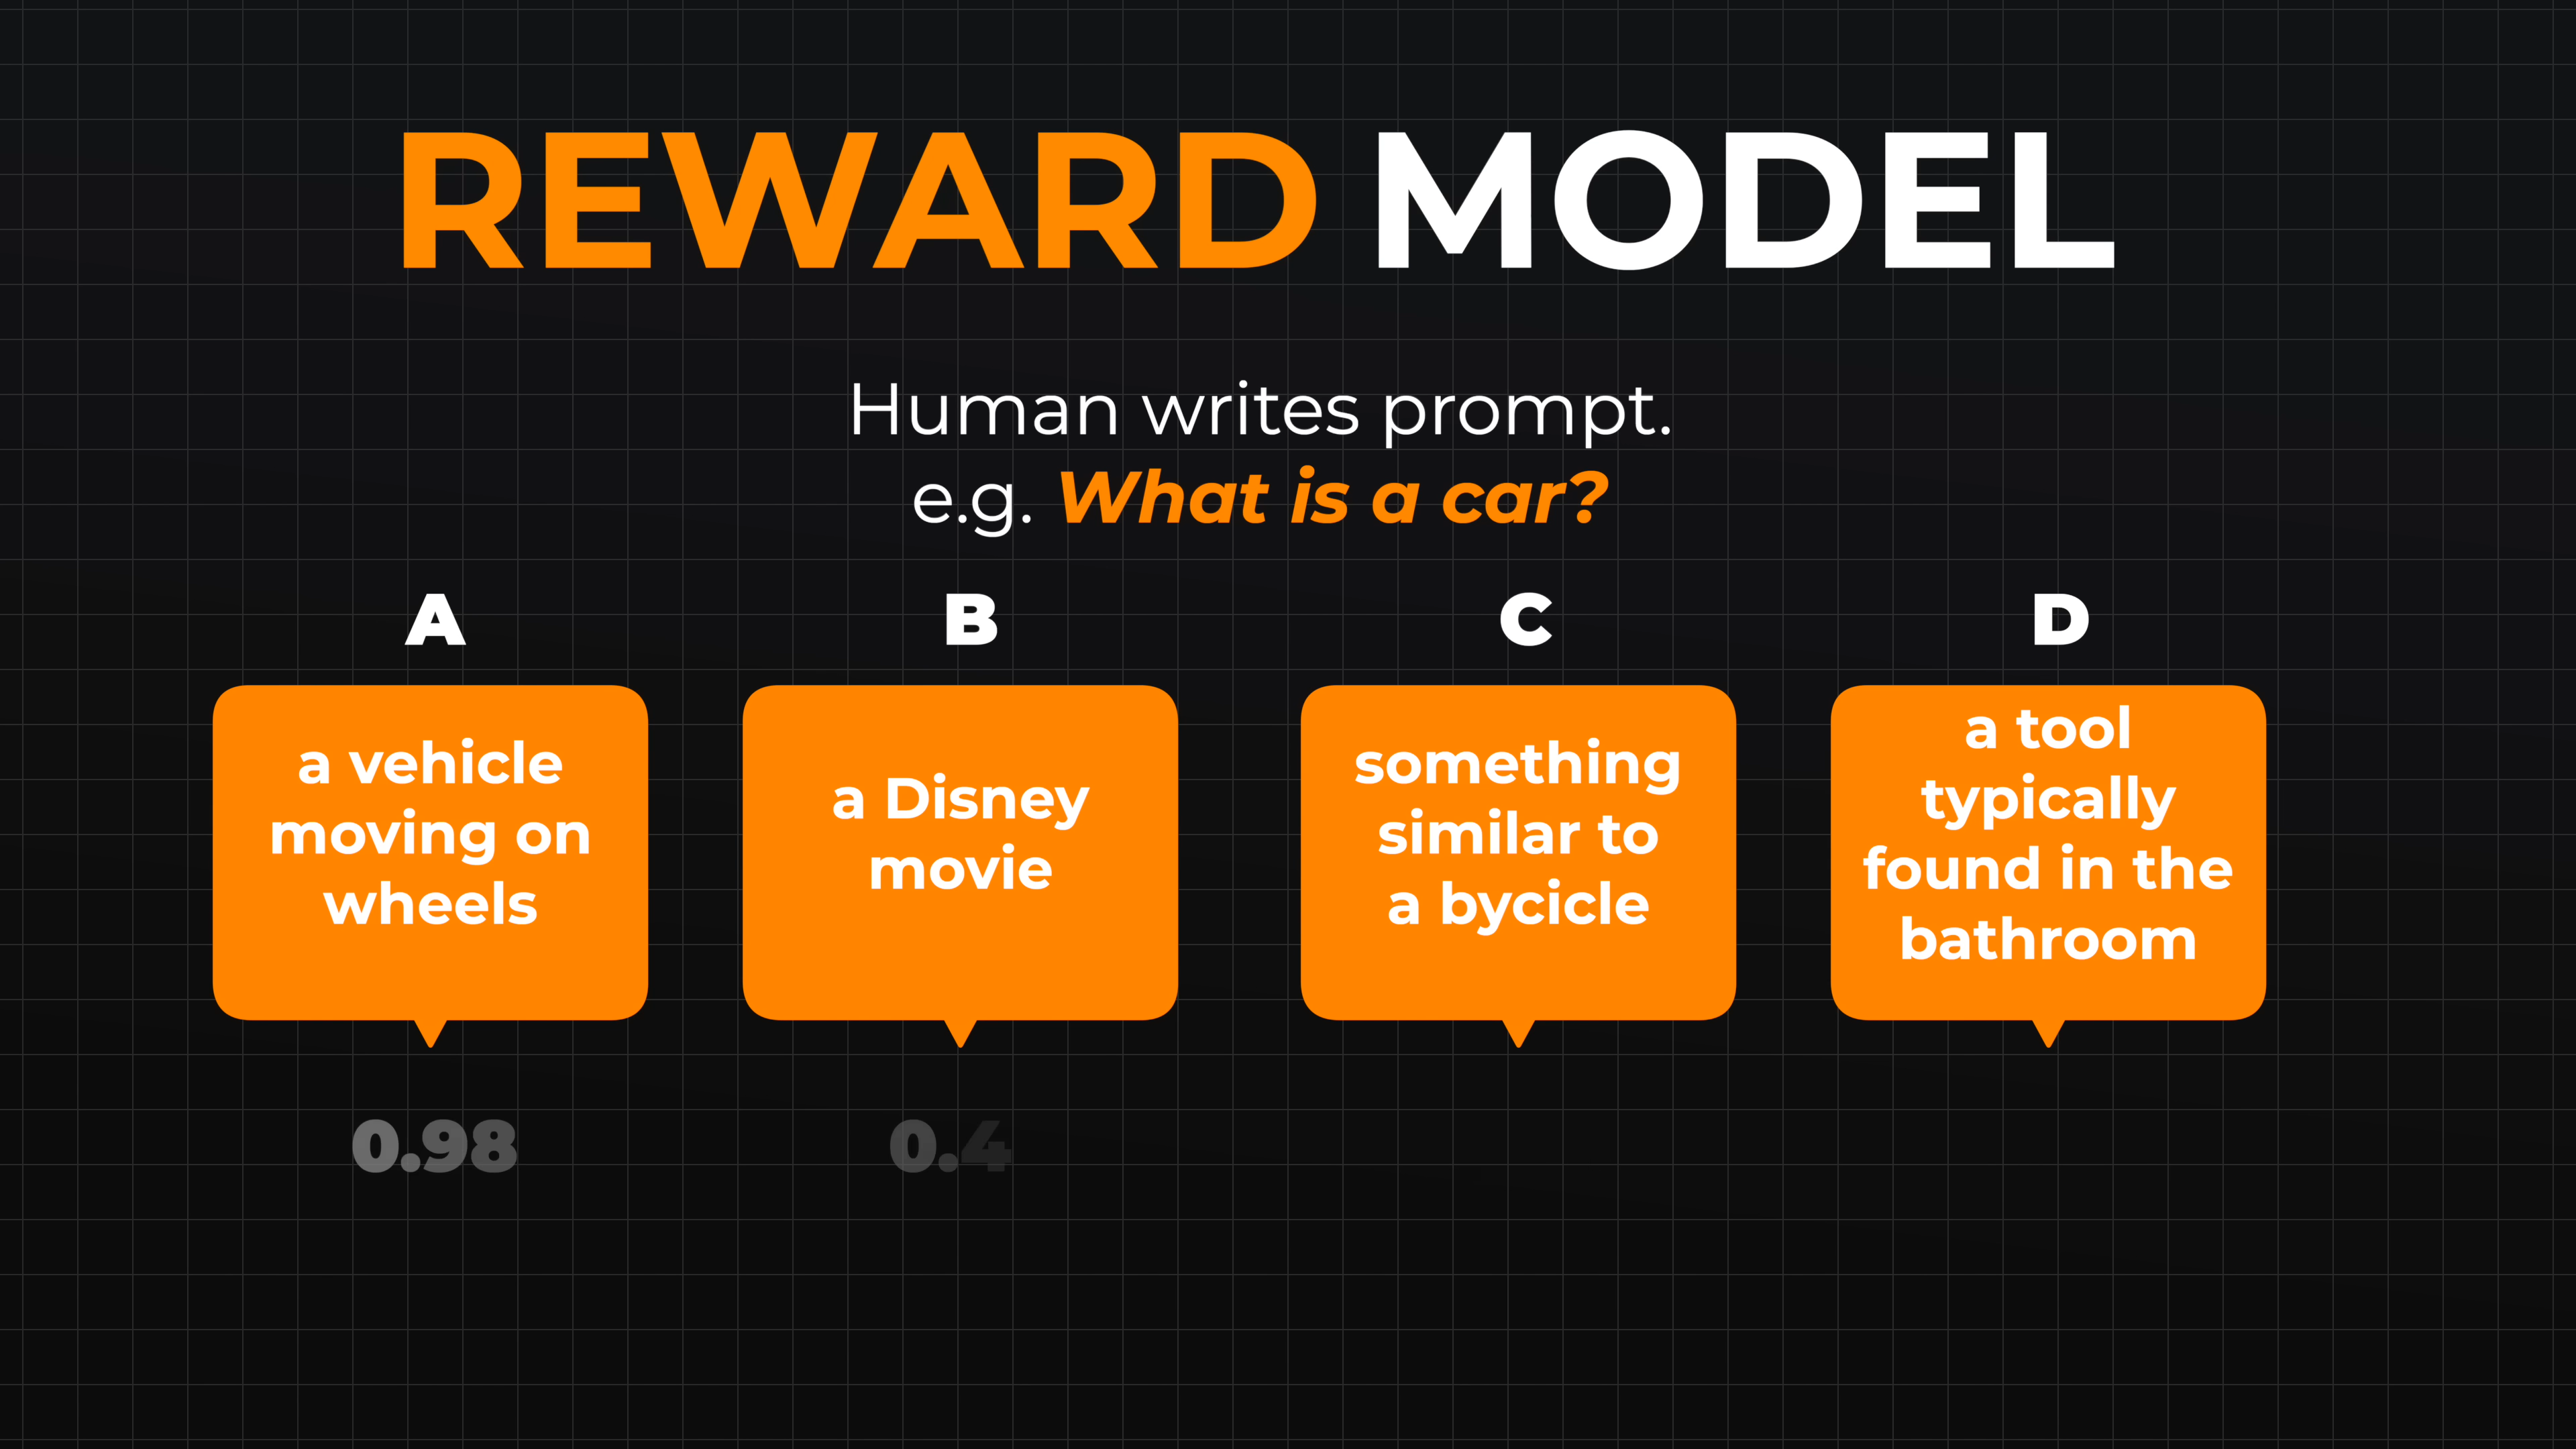 REWARD MODEL
Human writes prompt.
e.g. What is a car?
A
a vehicle
moving on
wheels
B
a Disney
movie
C
something
similar to
a bycicle
D
a tool
typically
found in the
bathroom
0.98
0.4